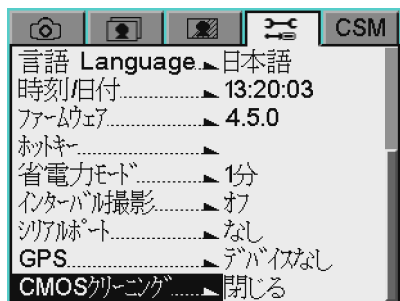 CSM
言語 Language 日本語
時刻/日付 13:20:03
ファームウェア 4.5.0
ホットキー
省電力モード 1分
インターバル撮影 オフ
シリアルポート なし
GPS デバイスなし
CMOSクリーニング 閉じる